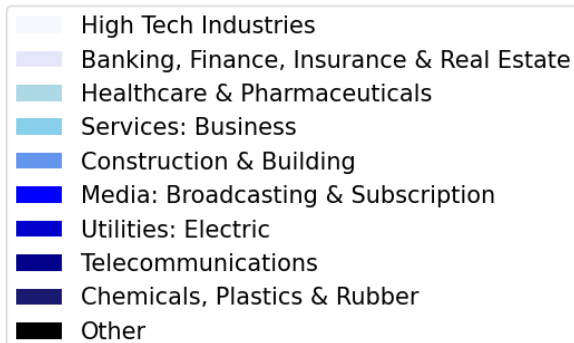 High Tech Industries
Banking, Finance, Insurance & Real Estate
Healthcare & Pharmaceuticals
Services: Business
Construction & Building
Media: Broadcasting & Subscription
Utilities: Electric
Telecommunications
Chemicals, Plastics & Rubber
Other